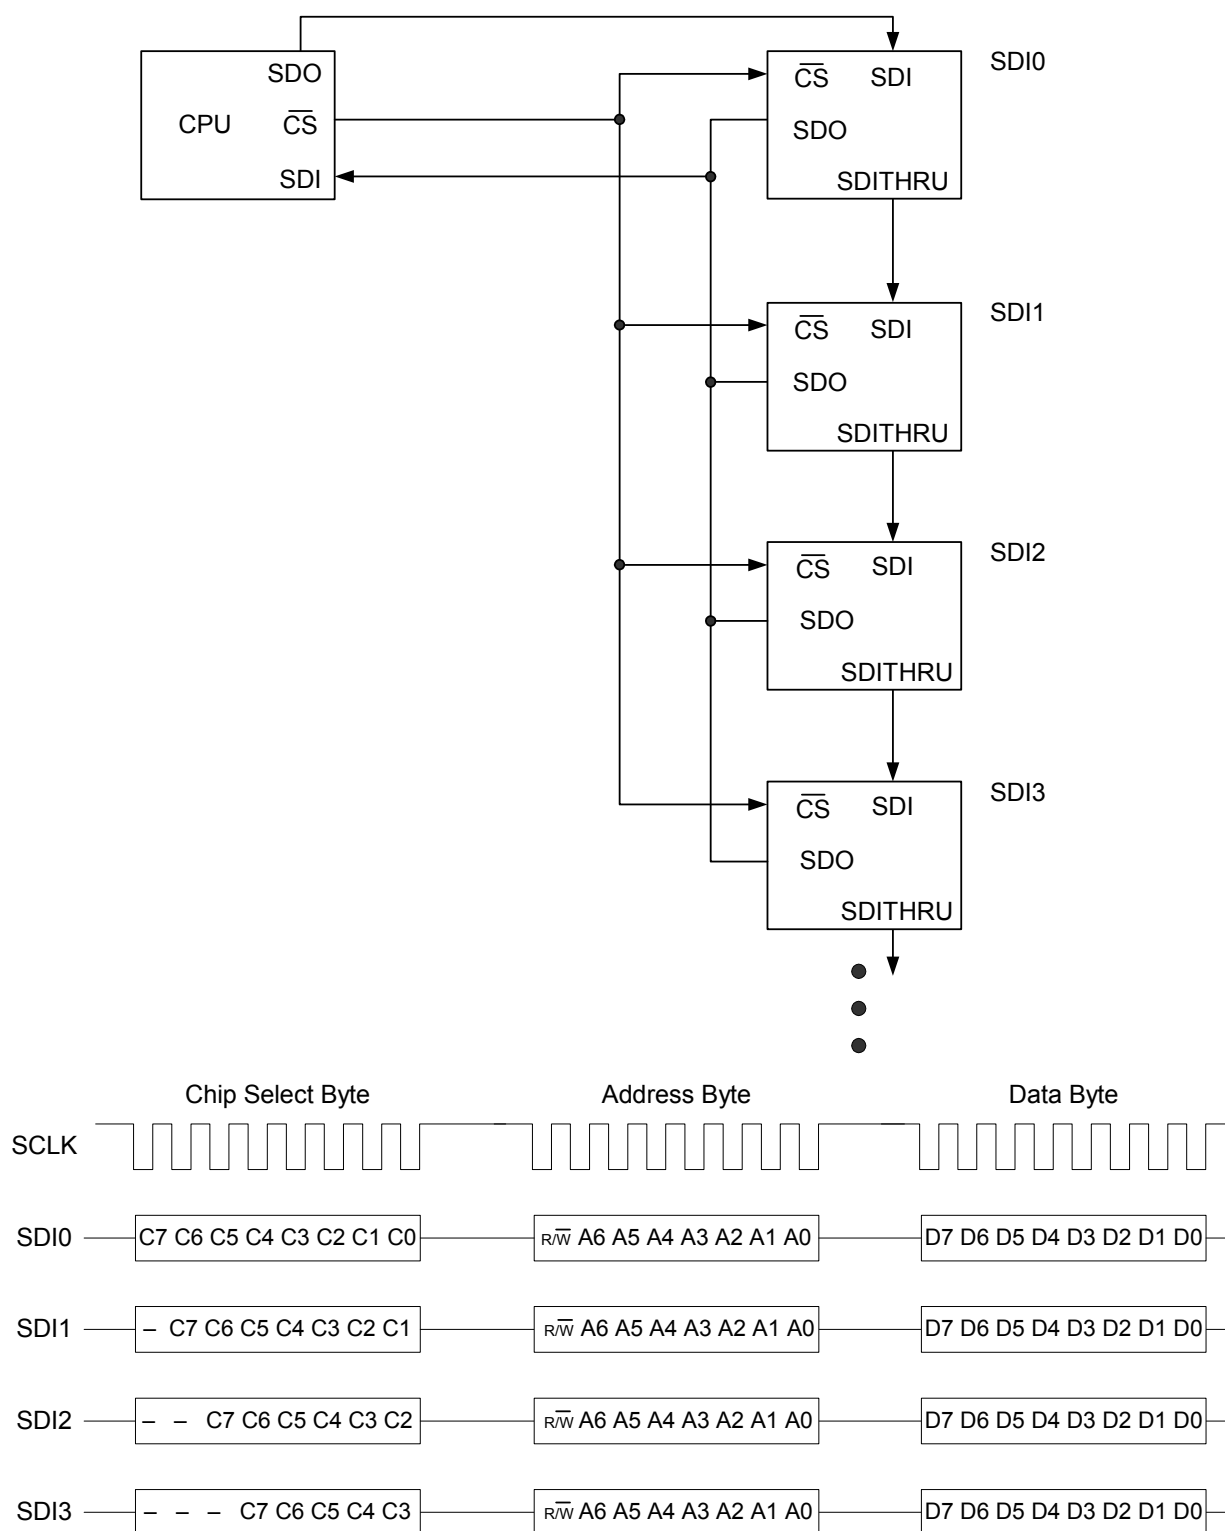 SDO
CPU
CS
SDI
CS SDI
SDO
SDITHRU
SDI0
CS SDI
SDO
SDITHRU
SDI1
CS SDI
SDO
SDITHRU
SDI2
CS SDI
SDO
SDITHRU
SDI3
Chip Select Byte Address Byte Data Byte
SCLK
SDI0 C7 C6 C5 C4 C3 C2 C1 C0 R/W A6 A5 A4 A3 A2 A1 A0 D7 D6 D5 D4 D3 D2 D1 D0
SDI1 – C7 C6 C5 C4 C3 C2 C1 R/W A6 A5 A4 A3 A2 A1 A0 D7 D6 D5 D4 D3 D2 D1 D0
SDI2 – – C7 C6 C5 C4 C3 C2 R/W A6 A5 A4 A3 A2 A1 A0 D7 D6 D5 D4 D3 D2 D1 D0
SDI3 – – – C7 C6 C5 C4 C3 R/W A6 A5 A4 A3 A2 A1 A0 D7 D6 D5 D4 D3 D2 D1 D0